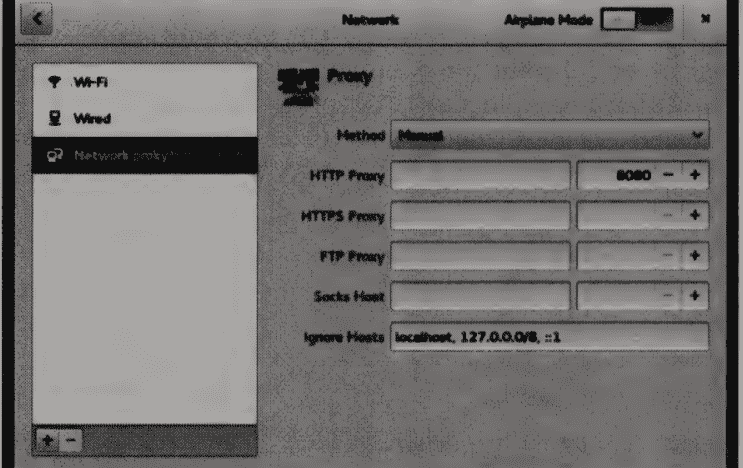 Network
Airplane Mode
Wi-Fi
Wired
Network proxy
Proxy
Method Manual
HTTP Proxy 8080 - +
HTTPS Proxy - +
FTP Proxy - +
Socks Host - +
Ignore Hosts localhost, 127.0.0.0/8, ::1
+ -